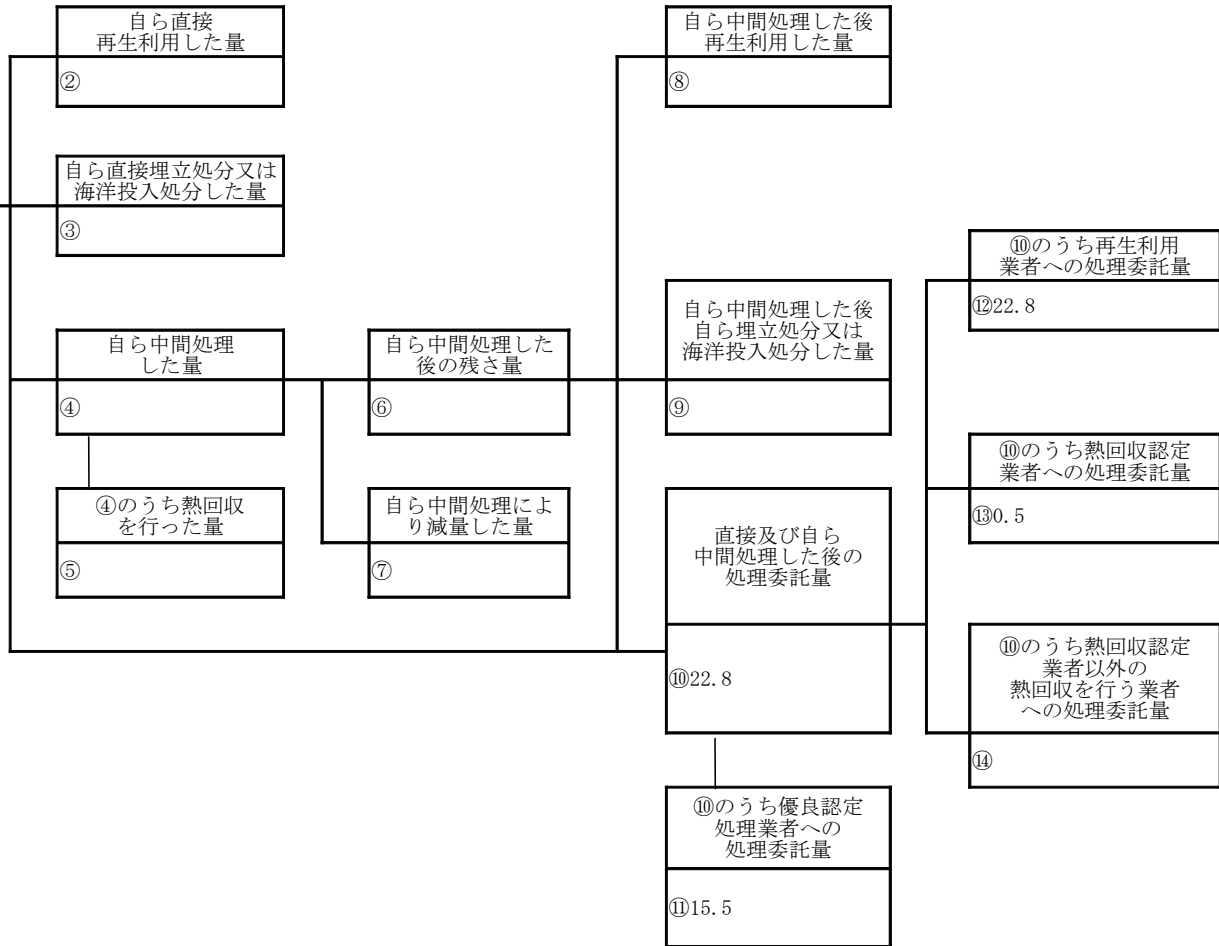 自ら直接
再生利用した量
②
自ら中間処理した後
再生利用した量
⑧
自ら直接埋立処分又は
海洋投入処分した量
③
⑩のうち再生利用
業者への処理委託量
⑫22.8
自ら中間処理
した量
④
自ら中間処理した
後の残さ量
⑥
自ら中間処理した後
自ら埋立処分又は
海洋投入処分した量
⑨
⑩のうち熱回収認定
業者への処理委託量
⑬0.5
④のうち熱回収
を行った量
⑤
自ら中間処理によ
り減量した量
⑦
直接及び自ら
中間処理した後の
処理委託量
⑩22.8
⑩のうち熱回収認定
業者以外の
熱回収を行う業者
への処理委託量
⑭
⑩のうち優良認定
処理業者への
処理委託量
⑪15.5